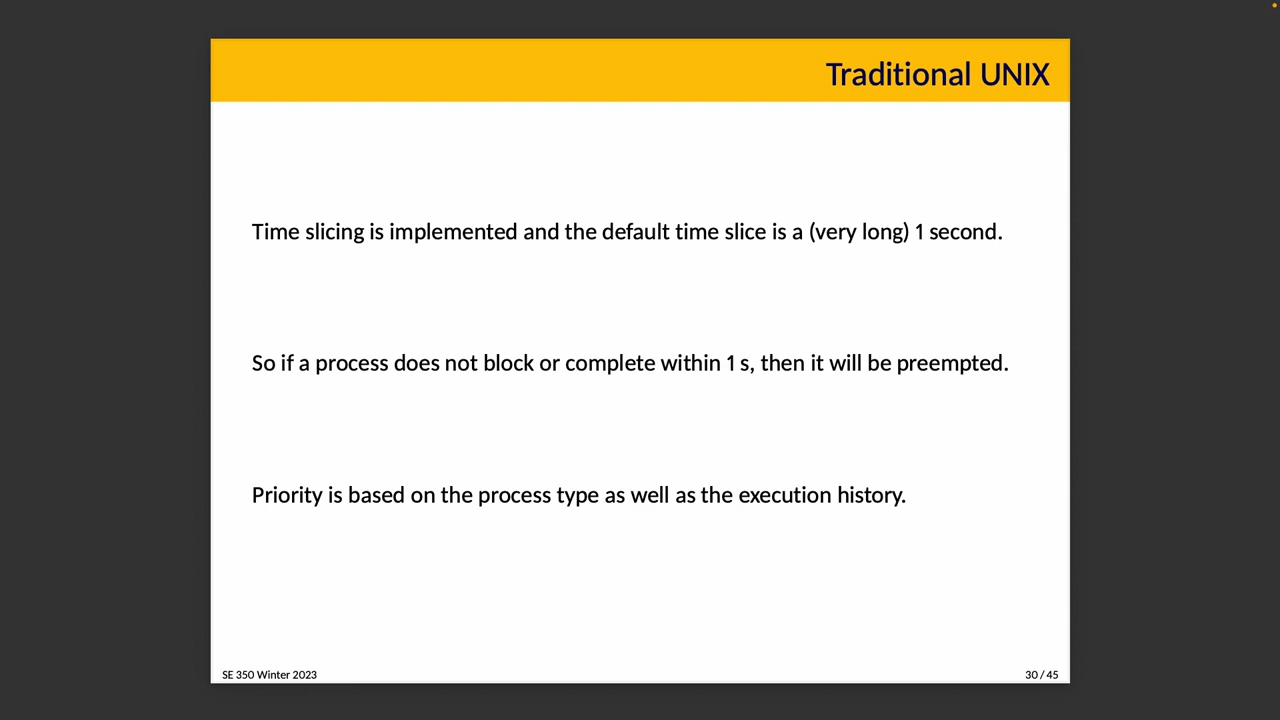 Traditional UNIX
Time slicing is implemented and the default time slice is a (very long) 1 second.
So if a process does not block or complete within 1 s, then it will be preempted.
Priority is based on the process type as well as the execution history.
SE 350 Winter 2023
30 / 45